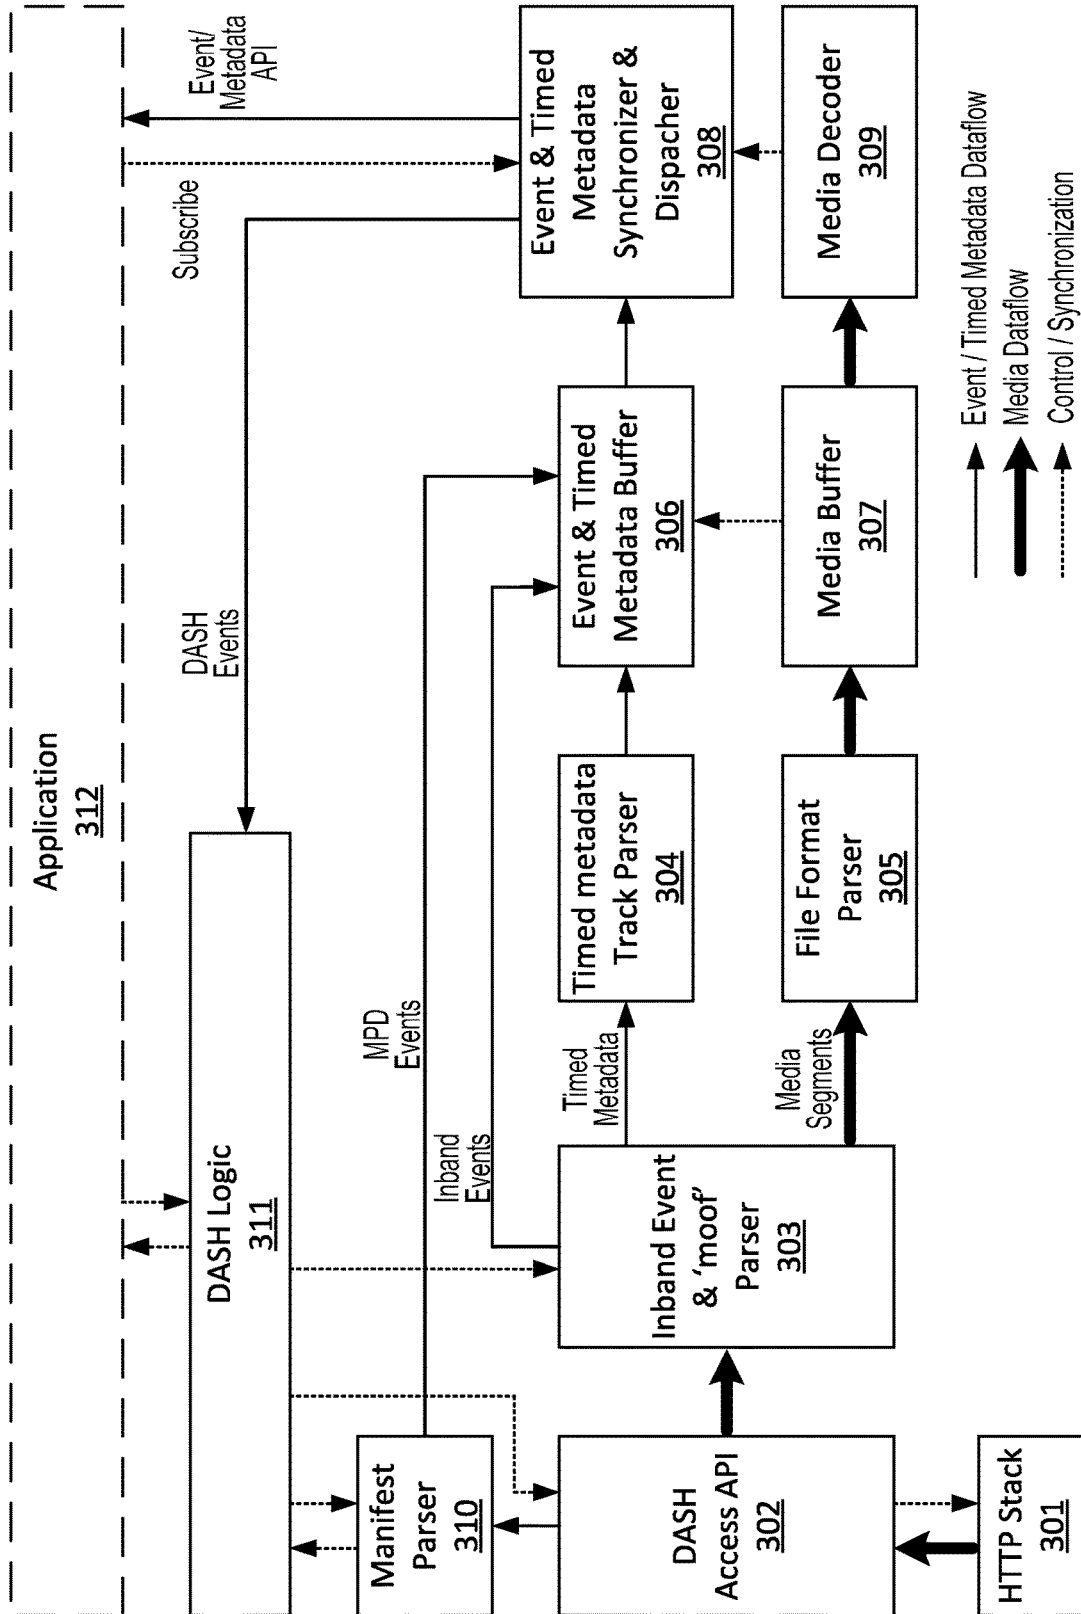 Application
312
DASH Logic
311
DASH
Events
Subscribe
Event/
Metadata
API
Manifest
Parser
310
MPD
Events
Inband
Events
DASH
Access API
302
Inband Event
& ‘moof’
Parser
303
Timed
Metadata
Timed metadata
Track Parser
304
Event & Timed
Metadata Buffer
306
Event & Timed
Metadata
Synchronizer &
Dispacher
308
Media
Segments
File Format
Parser
305
Media Buffer
307
Media Decoder
309
HTTP Stack
301
Event / Timed Metadata Dataflow
Media Dataflow
Control / Synchronization